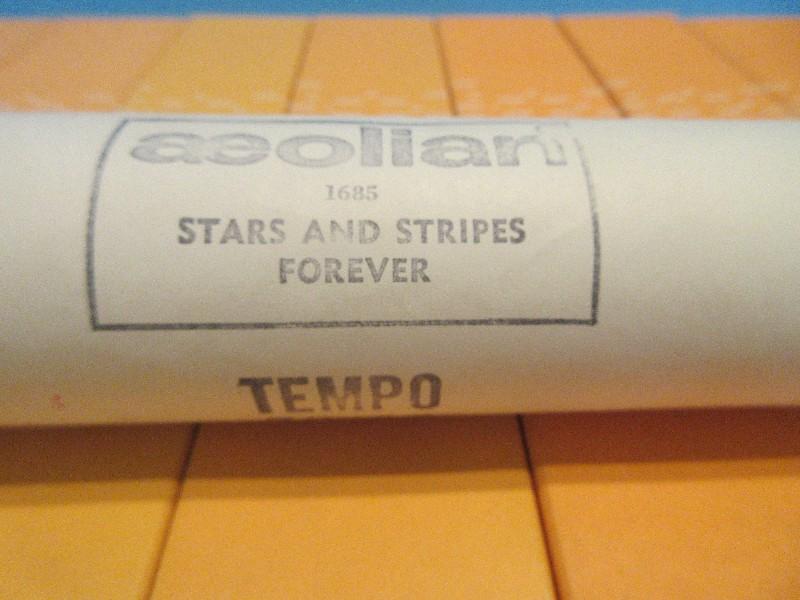 aeolian
1685
STARS AND STRIPES
FOREVER
TEMPO